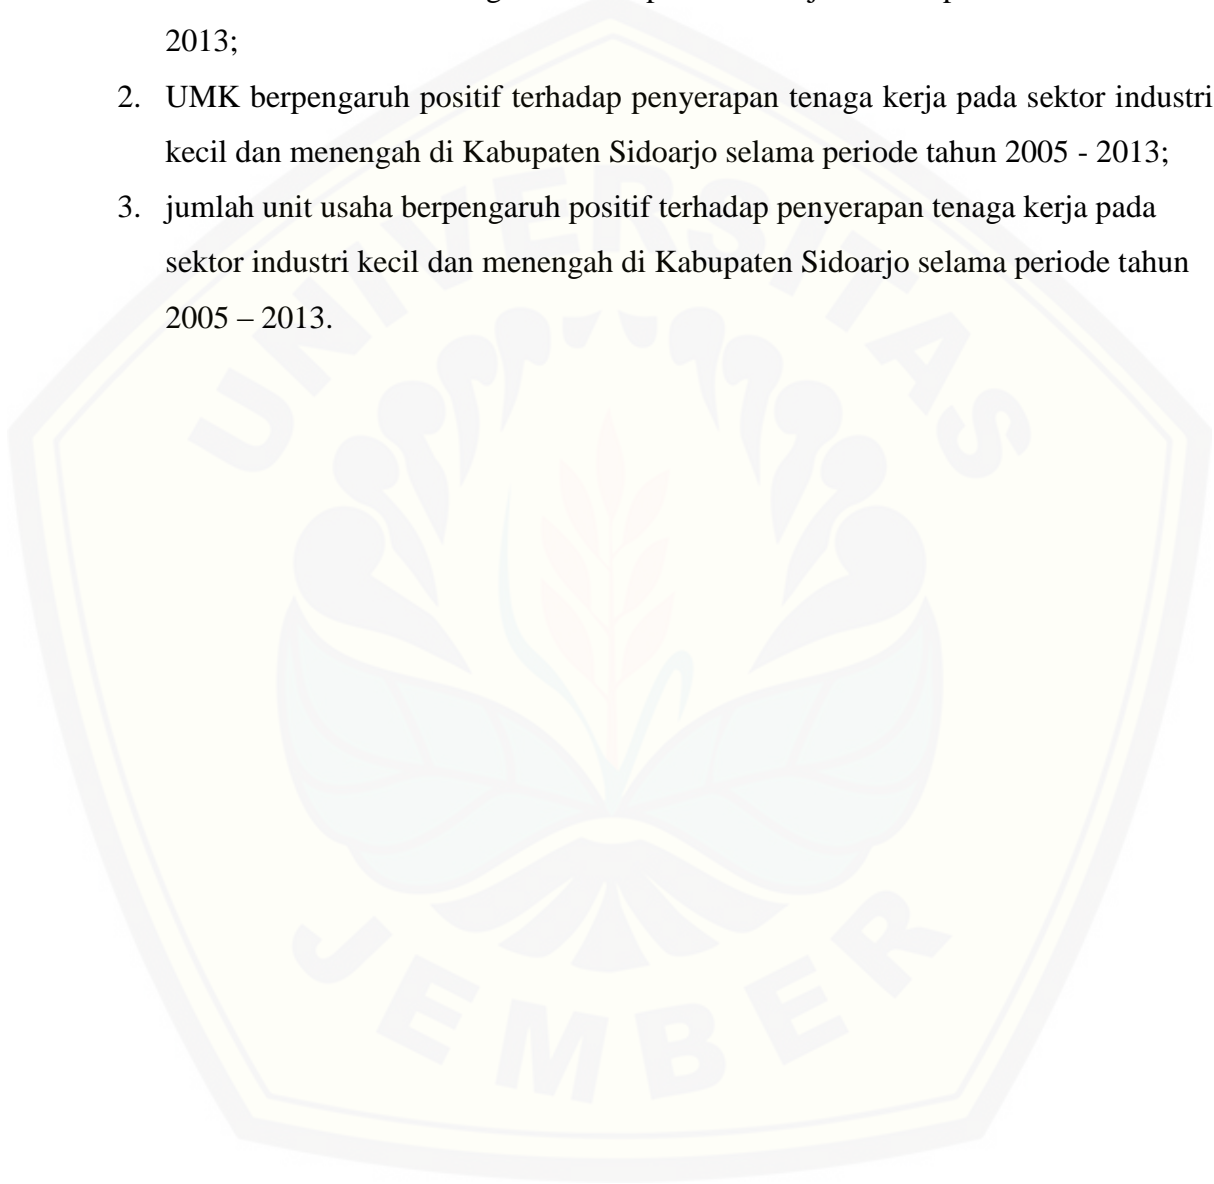 2013;
2. UMK berpengaruh positif terhadap penyerapan tenaga kerja pada sektor industri
kecil dan menengah di Kabupaten Sidoarjo selama periode tahun 2005 - 2013;
3. jumlah unit usaha berpengaruh positif terhadap penyerapan tenaga kerja pada
sektor industri kecil dan menengah di Kabupaten Sidoarjo selama periode tahun
2005 – 2013.
UNIVERSITAS
JEMBER